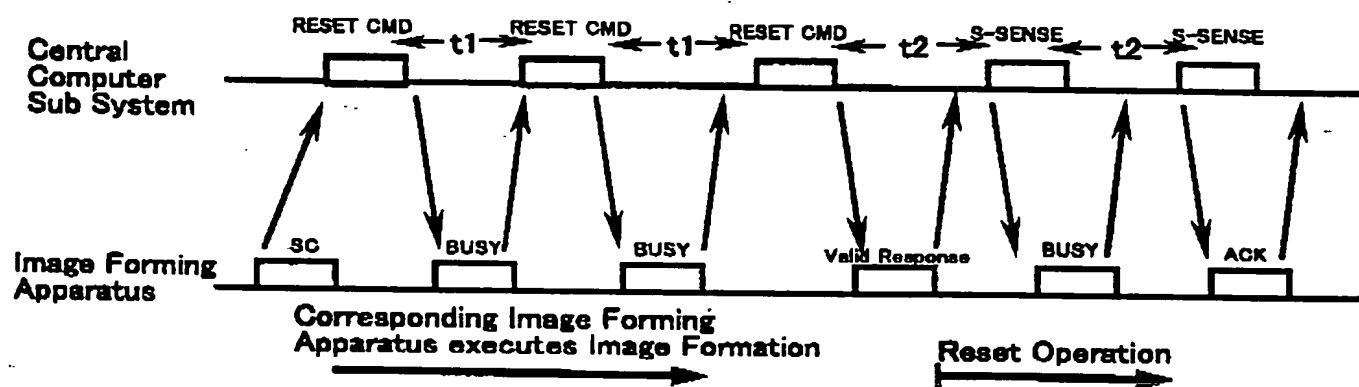 RESET CMD t1 RESET CMD t1 RESET CMD t2 S-SENSE t2 S-SENSE
Central
Computer
Sub System
SC BUSY BUSY Valid Response BUSY ACK
Image Forming
Apparatus
Corresponding Image Forming
Apparatus executes Image Formation
Reset Operation